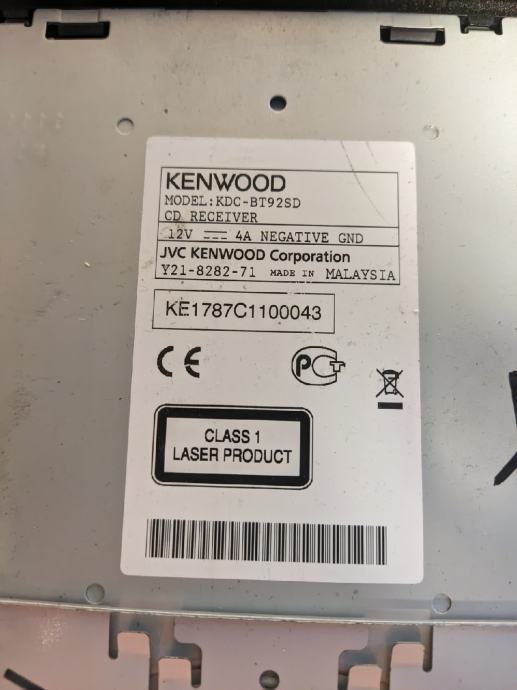 KENWOOD
MODEL:KDC-BT92SD
CD RECEIVER
12V ⎓ 4A NEGATIVE GND
JVC KENWOOD Corporation
Y21-8282-71 MADE IN MALAYSIA
KE1787C1100043
CE PCT
CLASS 1
LASER PRODUCT